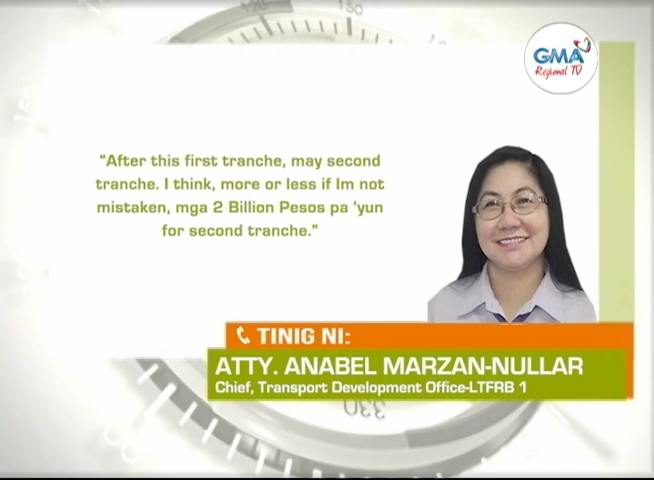 GMA
Regional TV
“After this first tranche, may second
tranche. I think, more or less if Im not
mistaken, mga 2 Billion Pesos pa ‘yun
for second tranche.”
TINIG NI:
ATTY. ANABEL MARZAN-NULLAR
Chief, Transport Development Office-LTFRB 1
330